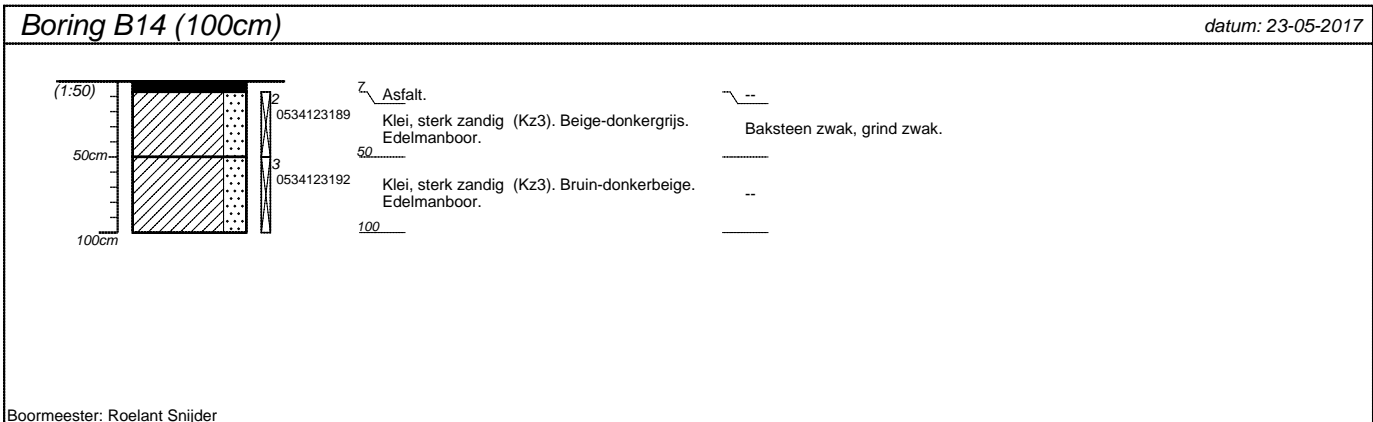 Boring B14 (100cm)
datum: 23-05-2017
(1:50)
50cm
100cm
2
0534123189
3
0534123192
7
Asfalt.
Klei, sterk zandig (Kz3). Beige-donkergrijs.
Edelmanboor.
50
Klei, sterk zandig (Kz3). Bruin-donkerbeige.
Edelmanboor.
100
--
Baksteen zwak, grind zwak.
--
Boormeester: Roelant Snijder